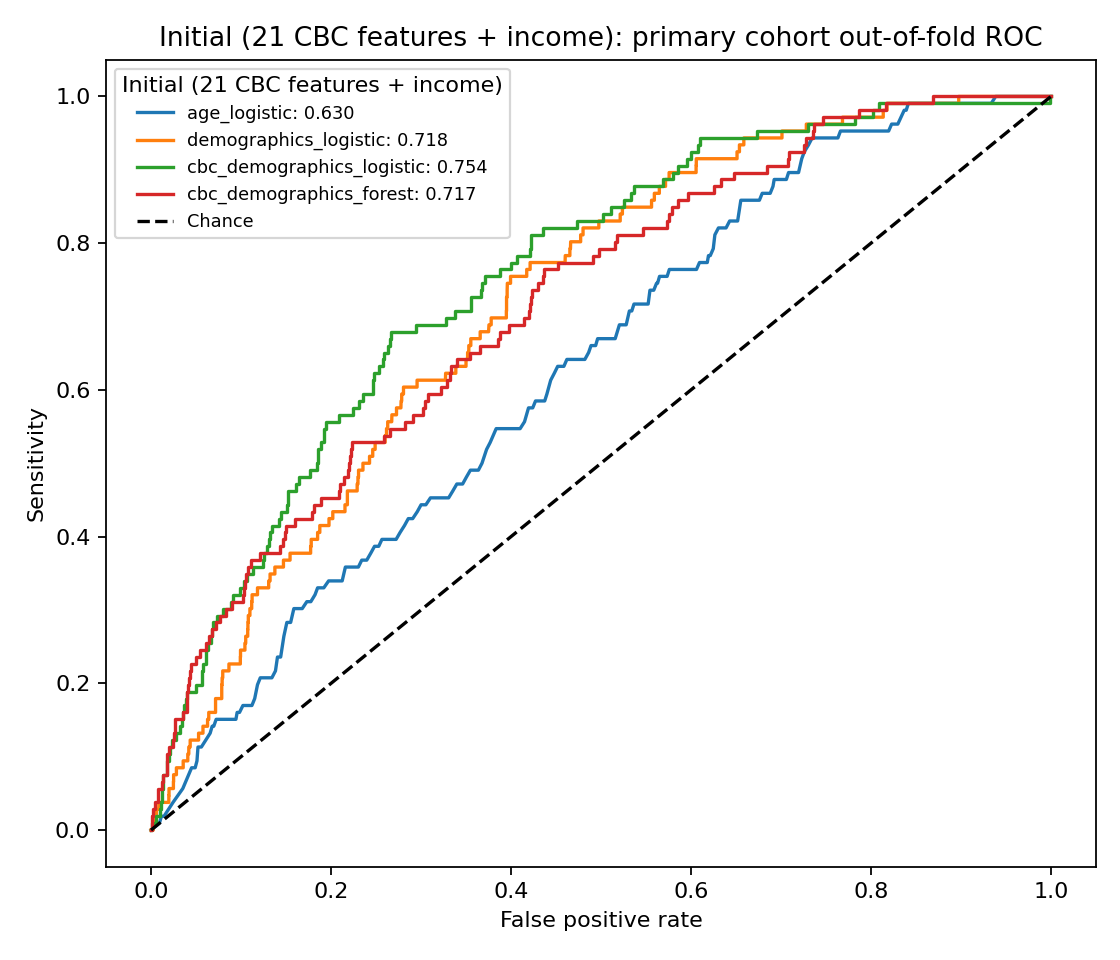 Initial (21 CBC features + income): primary cohort out-of-fold ROC
Initial (21 CBC features + income)
age_logistic: 0.630
demographics_logistic: 0.718
cbc_demographics_logistic: 0.754
cbc_demographics_forest: 0.717
Chance
1.0
0.8
0.6
0.4
0.2
0.0
Sensitivity
0.0 0.2 0.4 0.6 0.8 1.0
False positive rate